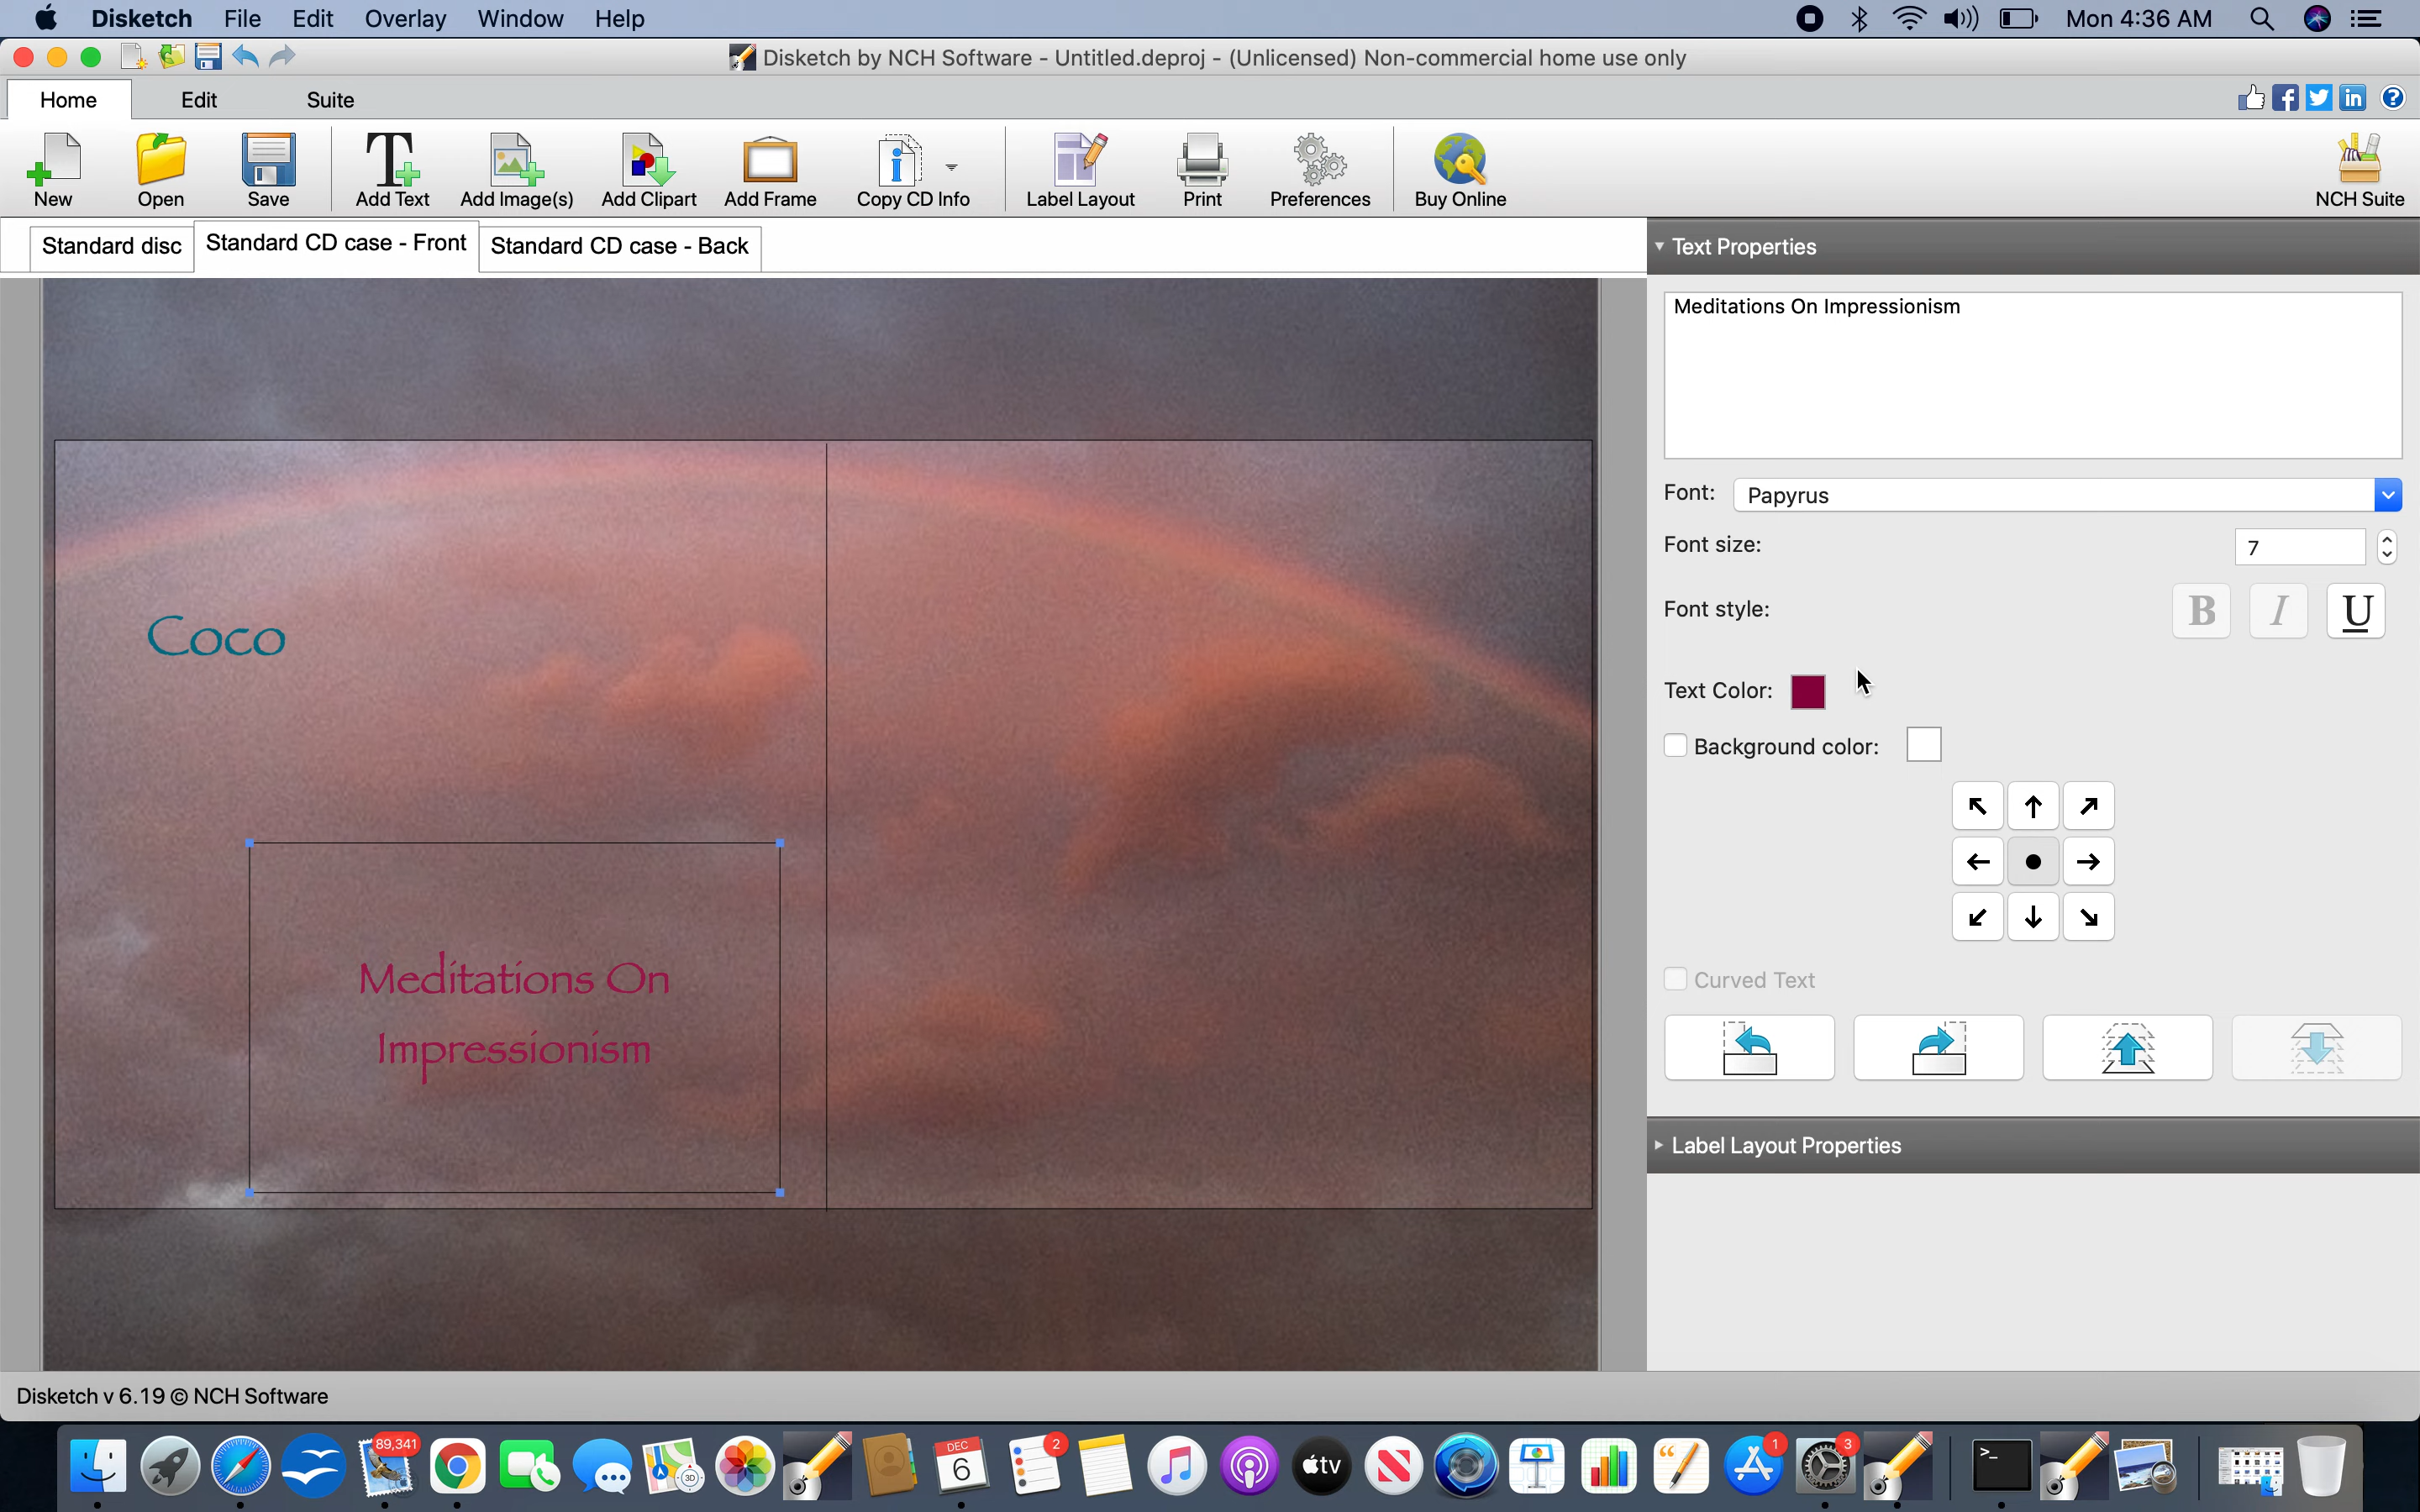 Disketch File Edit Overlay Window Help Mon 4:36 AM
Disketch by NCH Software - Untitled.deproj - (Unlicensed) Non-commercial home use only
Home Edit Suite
New Open Save Add Text Add Image(s) Add Clipart Add Frame Copy CD Info Label Layout Print Preferences Buy Online NCH Suite
Standard disc Standard CD case - Front Standard CD case - Back
Text Properties
Meditations On Impressionism
Font: Papyrus
Font size: 7
Font style: B I U
Coco
Text Color:
Background color:
Meditations On
Impressionism
Curved Text
Label Layout Properties
Disketch v 6.19 © NCH Software
89,341
DEC
6
2
3D
tv
1
3